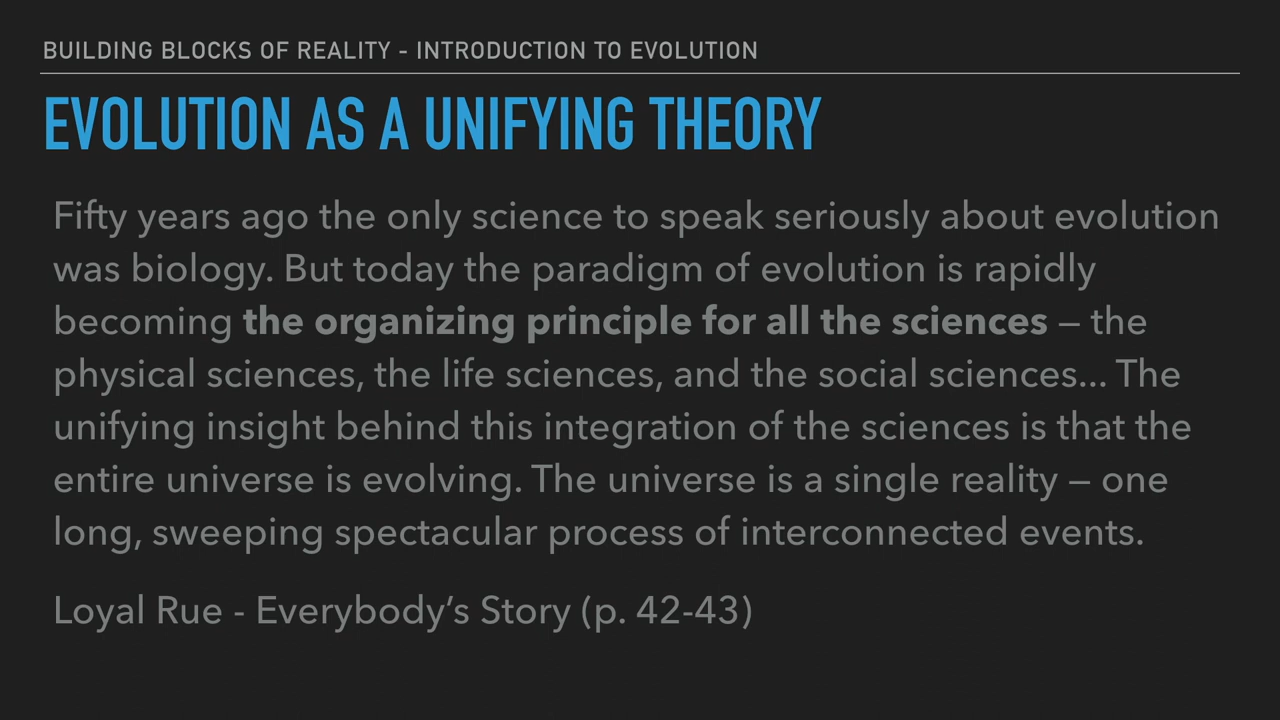 BUILDING BLOCKS OF REALITY - INTRODUCTION TO EVOLUTION
EVOLUTION AS A UNIFYING THEORY
Fifty years ago the only science to speak seriously about evolution
was biology. But today the paradigm of evolution is rapidly
becoming the organizing principle for all the sciences – the
physical sciences, the life sciences, and the social sciences... The
unifying insight behind this integration of the sciences is that the
entire universe is evolving. The universe is a single reality – one
long, sweeping spectacular process of interconnected events.
Loyal Rue - Everybody’s Story (p. 42-43)